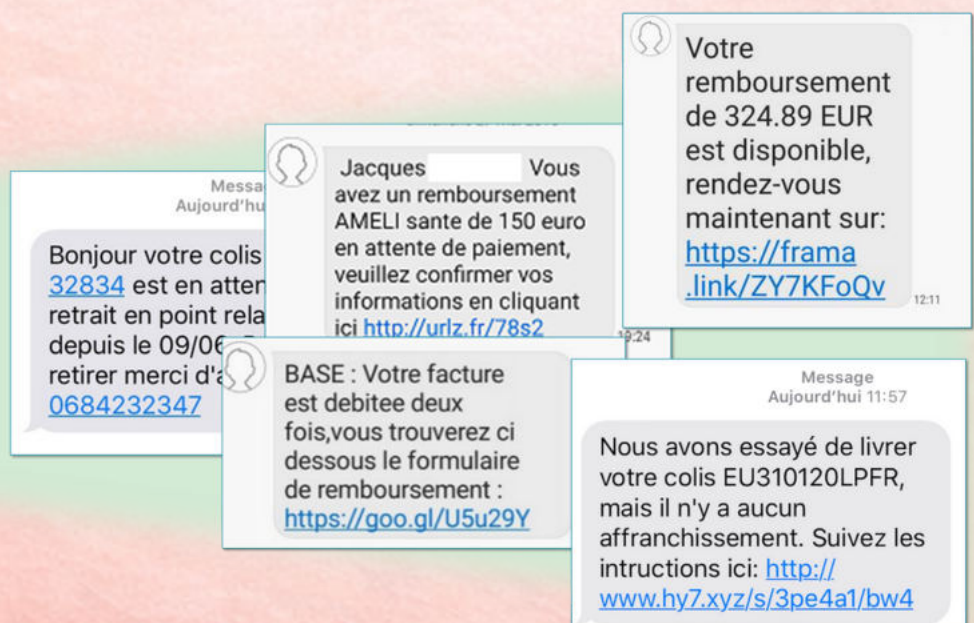 Messa
Aujourd'hu
Bonjour votre colis
32834 est en atten
retrait en point rela
depuis le 09/06
retirer merci d'a
0684232347
Jacques Vous
avez un remboursement
AMELI sante de 150 euro
en attente de paiement,
veuillez confirmer vos
informations en cliquant
ici http://urlz.fr/78s2
19:24
Votre
remboursement
de 324.89 EUR
est disponible,
rendez-vous
maintenant sur:
https://frama
.link/ZY7KFoQv
12:11
BASE : Votre facture
est debitee deux
fois,vous trouverez ci
dessous le formulaire
de remboursement :
https://goo.gl/U5u29Y
Message
Aujourd'hui 11:57
Nous avons essayé de livrer
votre colis EU310120LPFR,
mais il n'y a aucun
affranchissement. Suivez les
intructions ici: http://
www.hy7.xyz/s/3pe4a1/bw4